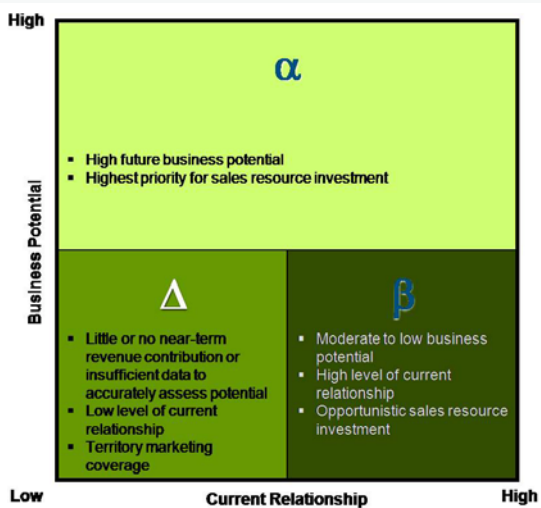 High
α
▪ High future business potential
▪ Highest priority for sales resource investment
Business Potential
Δ
▪ Little or no near-term
revenue contribution or
insufficient data to
accurately assess potential
▪ Low level of current
relationship
▪ Territory marketing
coverage
β
▪ Moderate to low business
potential
▪ High level of current
relationship
▪ Opportunistic sales resource
investment
Low
Current Relationship
High